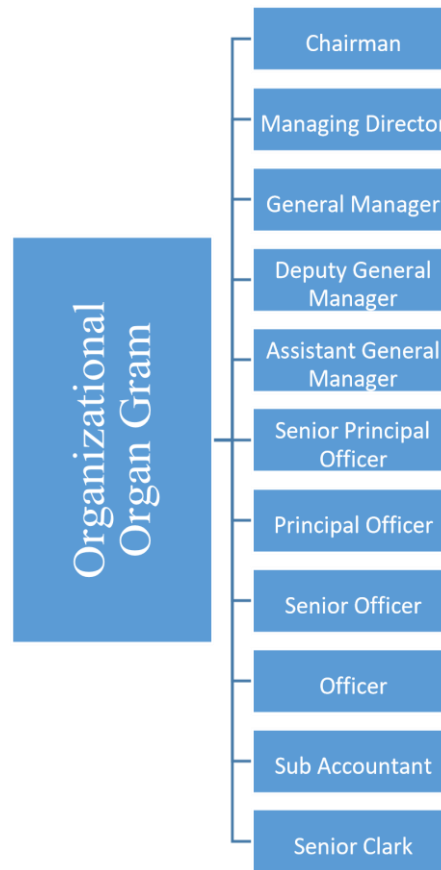 Organizational
Organ Gram
Chairman
Managing Director
General Manager
Deputy General
Manager
Assistant General
Manager
Senior Principal
Officer
Principal Officer
Senior Officer
Officer
Sub Accountant
Senior Clark